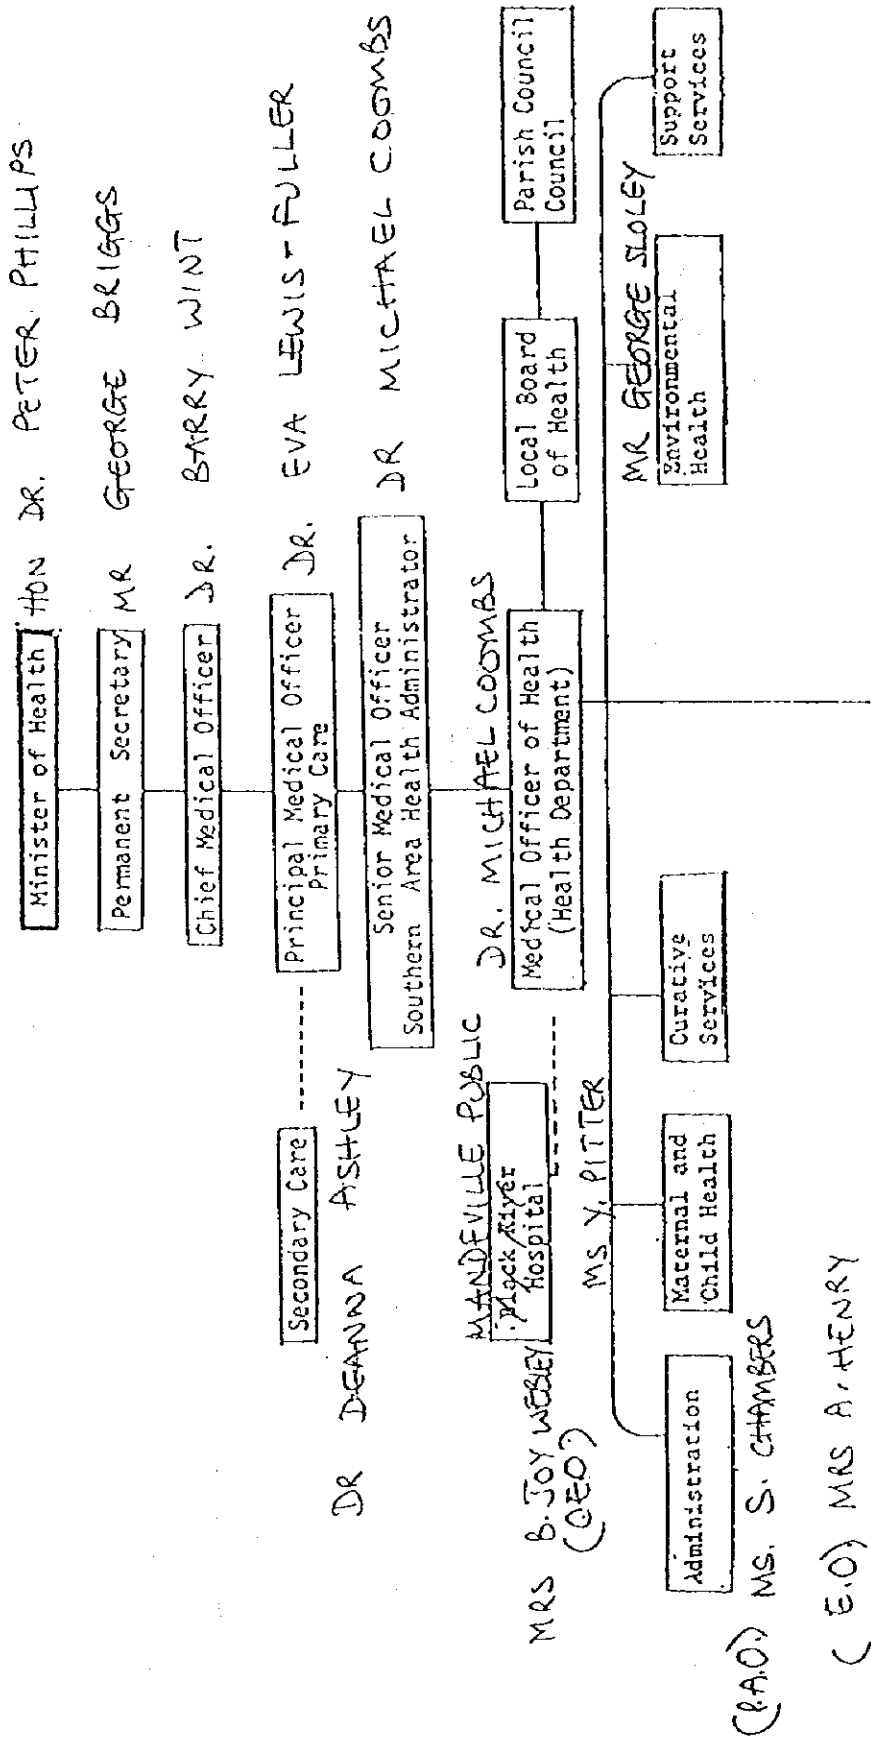 Minister of Health HON DR. PETER PHILLIPS
Permanent Secretary MR GEORGE BRIGGS
Chief Medical Officer DR. BARRY WINT
Secondary Care
Principal Medical Officer
Primary Care
DR. EVA LEWIS-FULLER
DR DEANNA ASHLEY
Senior Medical Officer
Southern Area Health Administrator
DR MICHAEL COOMBS
MANDEVILLE PUBLIC
Black River
Hospital
MRS B. JOY WEBLEY
(CEO)
DR. MICHAEL COOMBS
Medical Officer of Health
(Health Department)
Local Board
of Health
Parish Council
Council
MS Y. PITTER
MR GEORGE SLOLEY
Administration
Maternal and
Child Health
Curative
Services
Environmental
Health
Support
Services
(P.A.O.) MS. S. CHAMBERS
(E.O) MRS A. HENRY